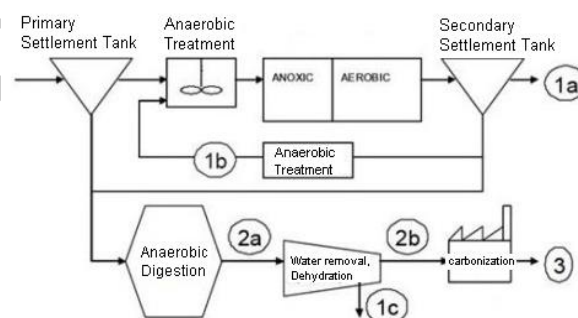 Primary
Settlement Tank
Anaerobic
Treatment
Secondary
Settlement Tank
ANOXIC
AEROBIC
1a
1b
Anaerobic
Treatment
Anaerobic
Digestion
2a
Water removal,
Dehydration
2b
carbonization
3
1c